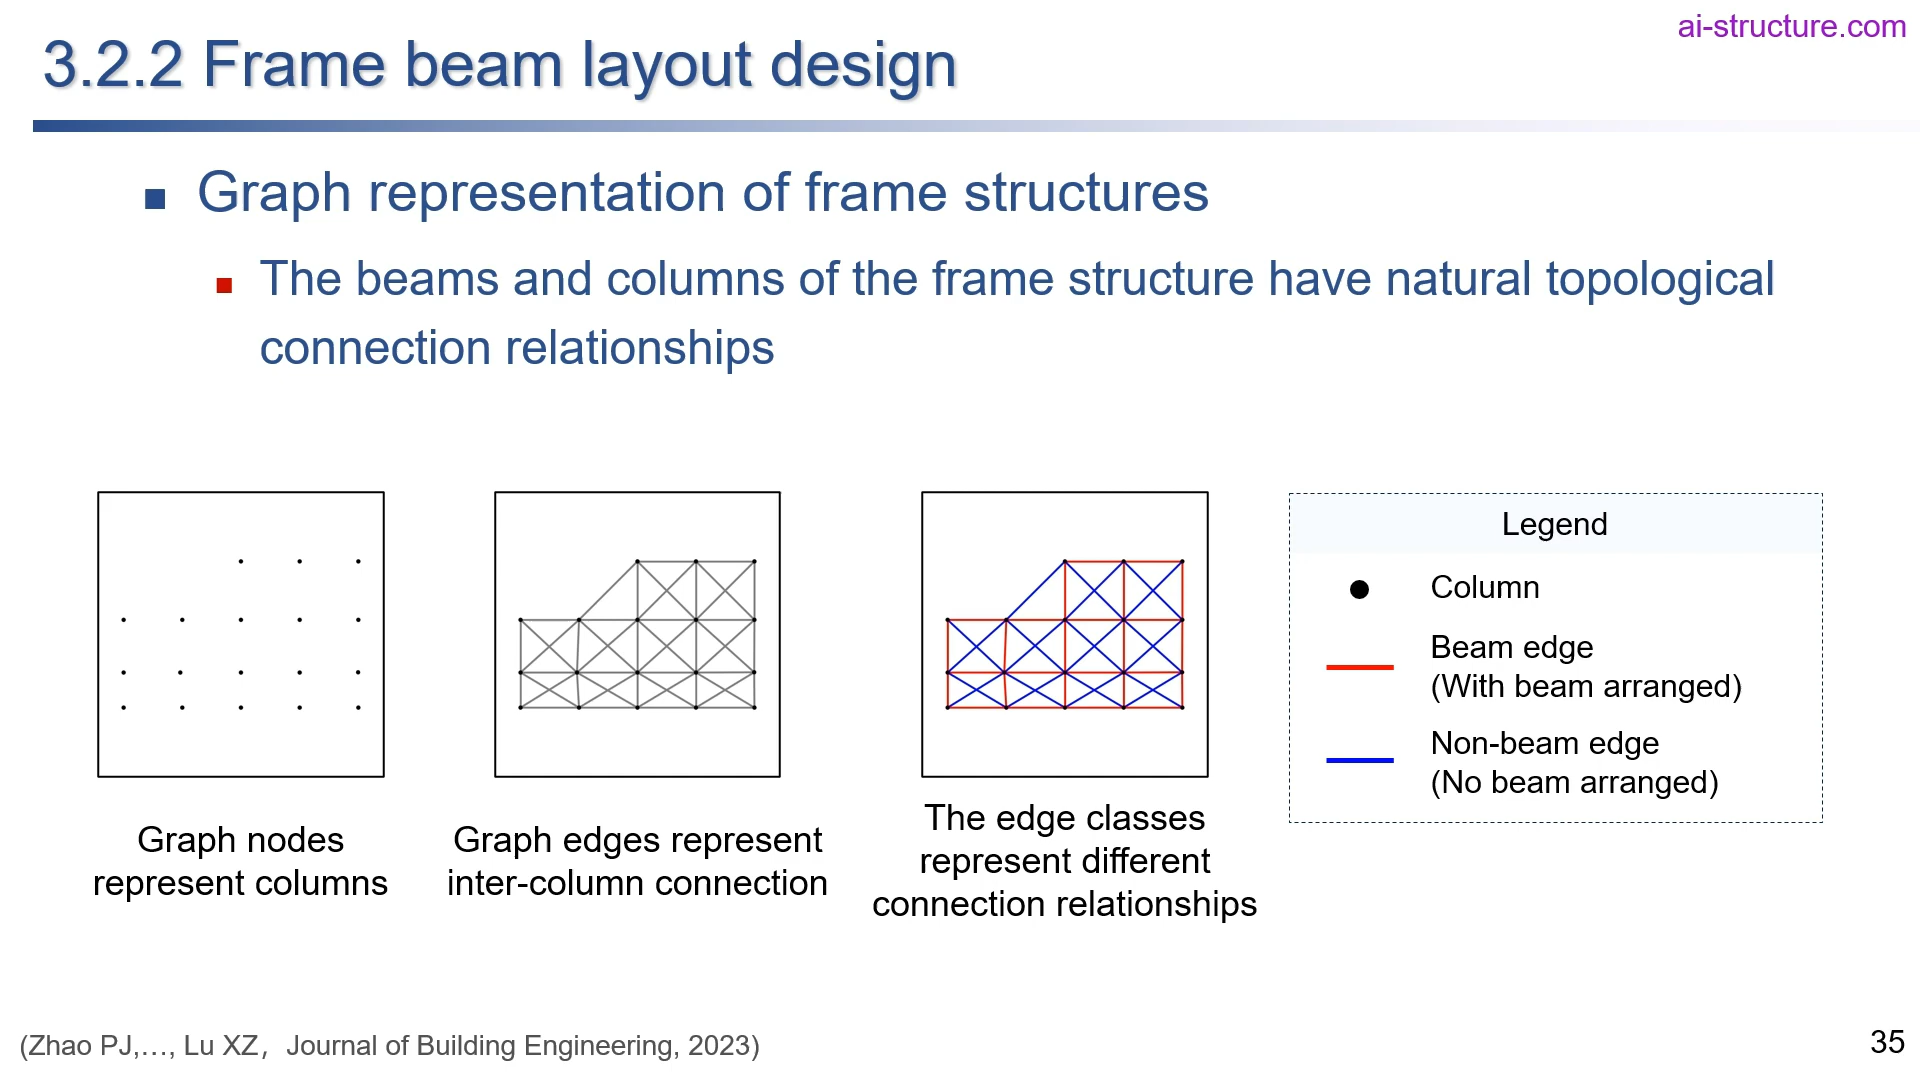 ai-structure.com
3.2.2 Frame beam layout design
Graph representation of frame structures
The beams and columns of the frame structure have natural topological
connection relationships
Graph nodes
represent columns
Graph edges represent
inter-column connection
The edge classes
represent different
connection relationships
Legend
Column
Beam edge
(With beam arranged)
Non-beam edge
(No beam arranged)
(Zhao PJ,…, Lu XZ，Journal of Building Engineering, 2023)
35